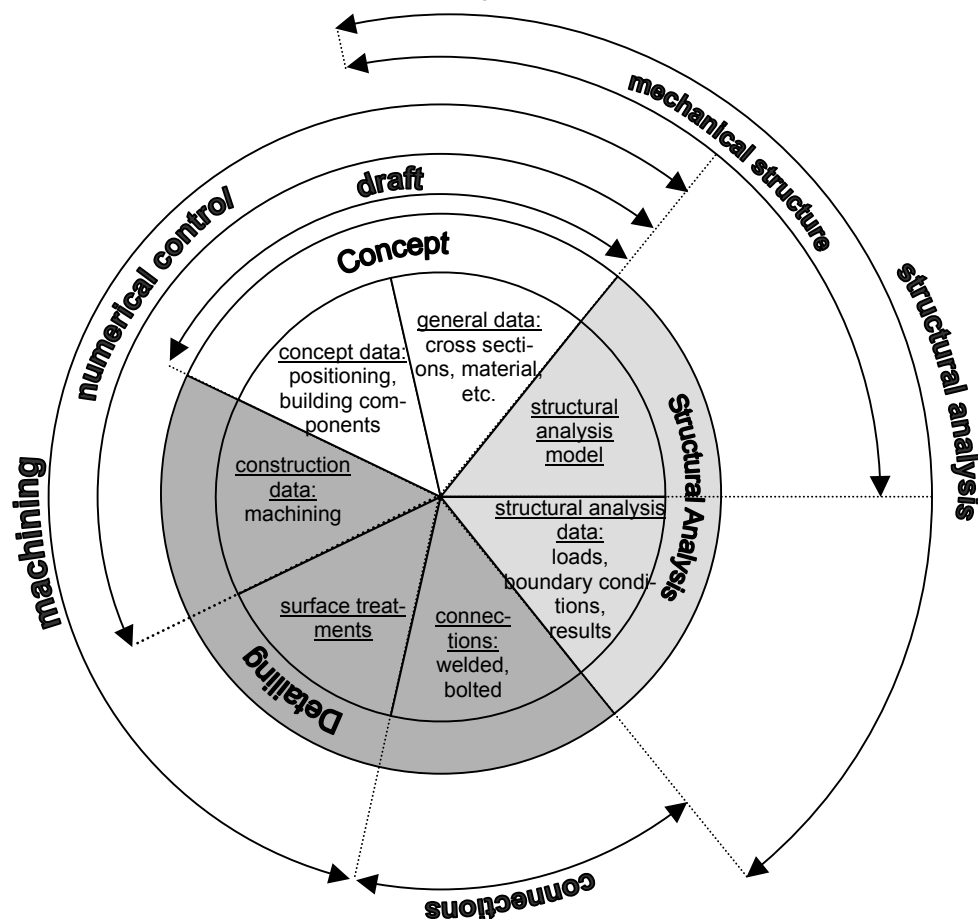 mechanical structure
structural analysis
numerical control
draft
Concept
machining
general data:
cross secti-
ons, material,
etc.
concept data:
positioning,
building com-
ponents
structural
analysis
model
Structural Analysis
construction
data:
machining
structural analysis
data:
loads,
boundary condi-
tions,
results
surface treat-
ments
connec-
tions:
welded,
bolted
Detailing
connections